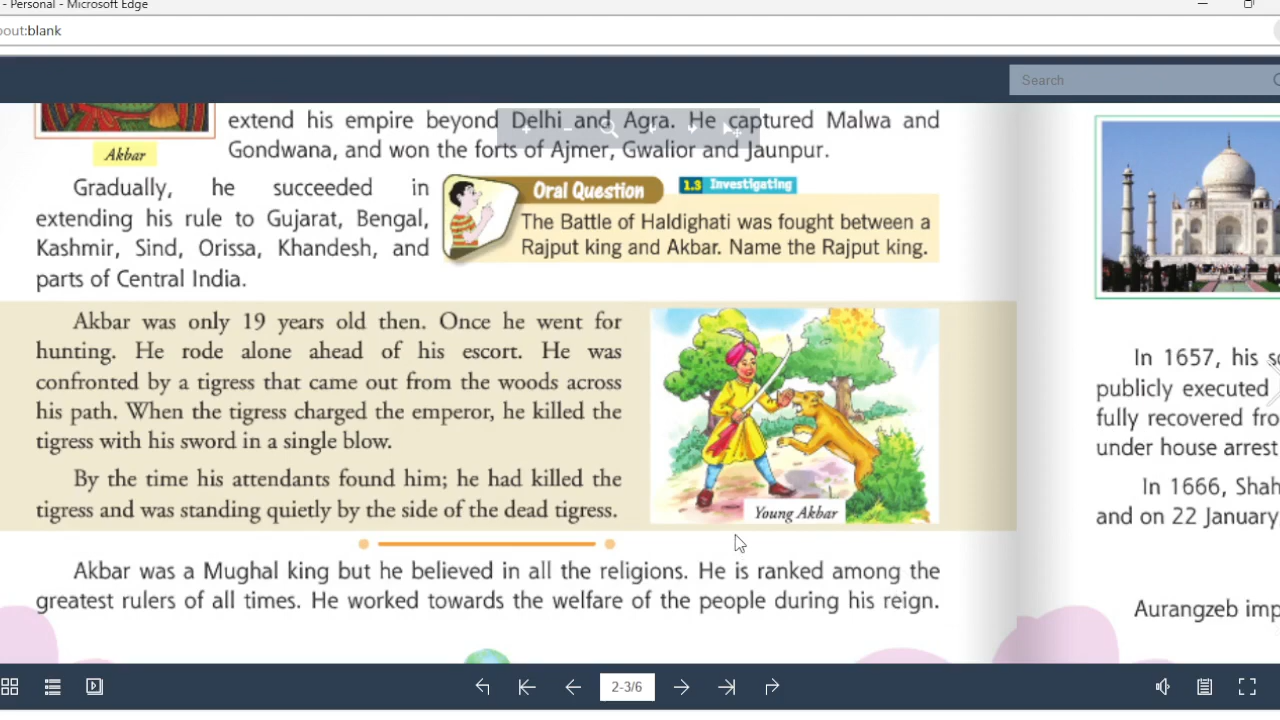 - Personal - Microsoft Edge
out:blank
Search
extend his empire beyond Delhi and Agra. He captured Malwa and
Gondwana, and won the forts of Ajmer, Gwalior and Jaunpur.
Akbar
Gradually, he succeeded in
extending his rule to Gujarat, Bengal,
Kashmir, Sind, Orissa, Khandesh, and
parts of Central India.
Oral Question
1.3 Investigating
The Battle of Haldighati was fought between a
Rajput king and Akbar. Name the Rajput king.
Akbar was only 19 years old then. Once he went for
hunting. He rode alone ahead of his escort. He was
confronted by a tigress that came out from the woods across
his path. When the tigress charged the emperor, he killed the
tigress with his sword in a single blow.
By the time his attendants found him; he had killed the
tigress and was standing quietly by the side of the dead tigress.
Young Akbar
Akbar was a Mughal king but he believed in all the religions. He is ranked among the
greatest rulers of all times. He worked towards the welfare of the people during his reign.
In 1657, his
publicly executed
fully recovered
under house arrest
In 1666, Shah
and on 22 January
Aurangzeb imp
2-3/6